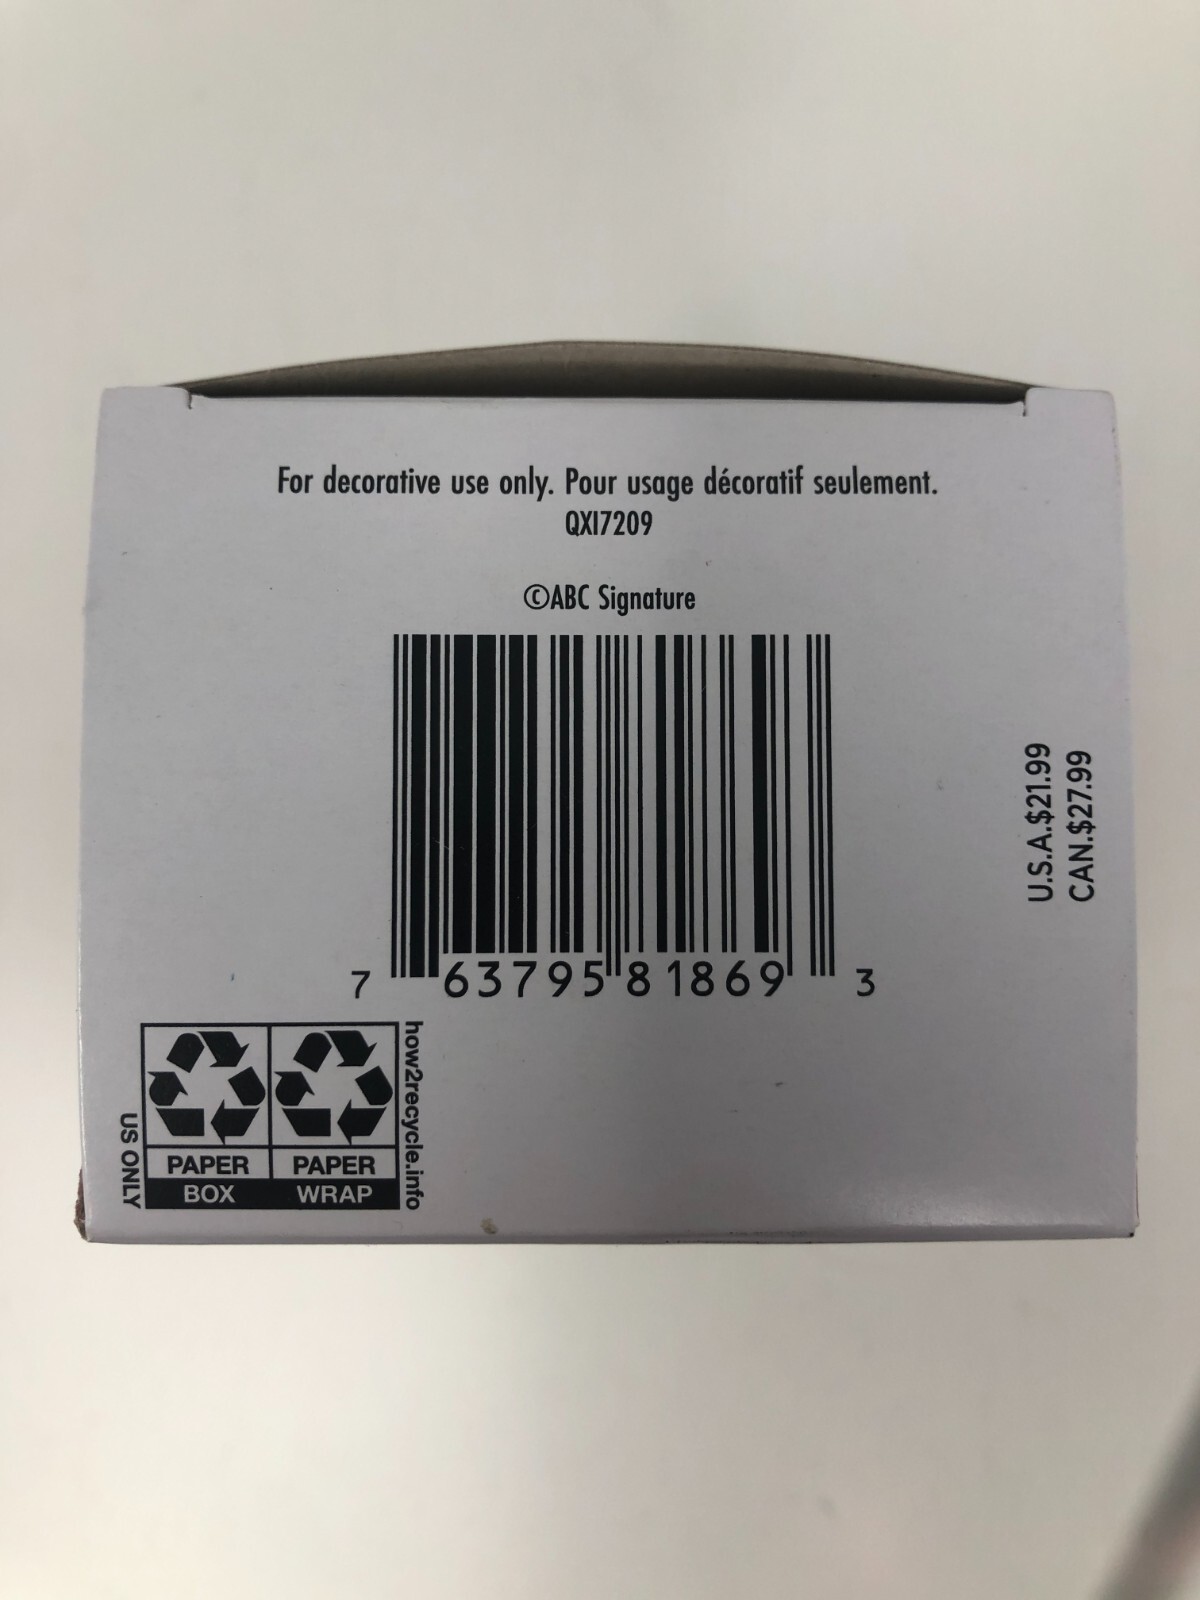 For decorative use only. Pour usage décoratif seulement.
QXI7209
©ABC Signature
7 63795 81869 3
U.S.A.$21.99
CAN.$27.99
US ONLY
PAPER PAPER
BOX WRAP
how2recycle.info